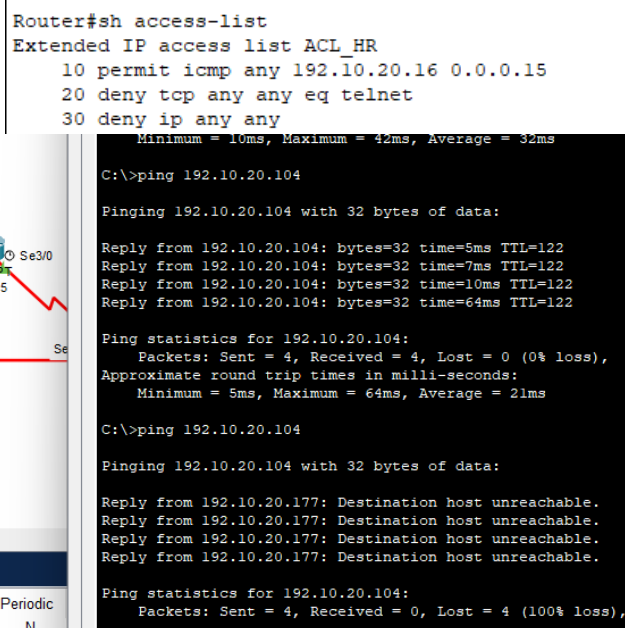 Router#sh access-list
Extended IP access list ACL_HR
10 permit icmp any 192.10.20.16 0.0.0.15
20 deny tcp any any eq telnet
30 deny ip any any
Minimum = 10ms, Maximum = 42ms, Average = 32ms
C:\>ping 192.10.20.104
Pinging 192.10.20.104 with 32 bytes of data:
Reply from 192.10.20.104: bytes=32 time=5ms TTL=122
Reply from 192.10.20.104: bytes=32 time=7ms TTL=122
Reply from 192.10.20.104: bytes=32 time=10ms TTL=122
Reply from 192.10.20.104: bytes=32 time=64ms TTL=122
Ping statistics for 192.10.20.104:
Packets: Sent = 4, Received = 4, Lost = 0 (0% loss),
Approximate round trip times in milli-seconds:
Minimum = 5ms, Maximum = 64ms, Average = 21ms
C:\>ping 192.10.20.104
Pinging 192.10.20.104 with 32 bytes of data:
Reply from 192.10.20.177: Destination host unreachable.
Reply from 192.10.20.177: Destination host unreachable.
Reply from 192.10.20.177: Destination host unreachable.
Reply from 192.10.20.177: Destination host unreachable.
Ping statistics for 192.10.20.104:
Packets: Sent = 4, Received = 0, Lost = 4 (100% loss),
Se3/0
5
Se
Periodic